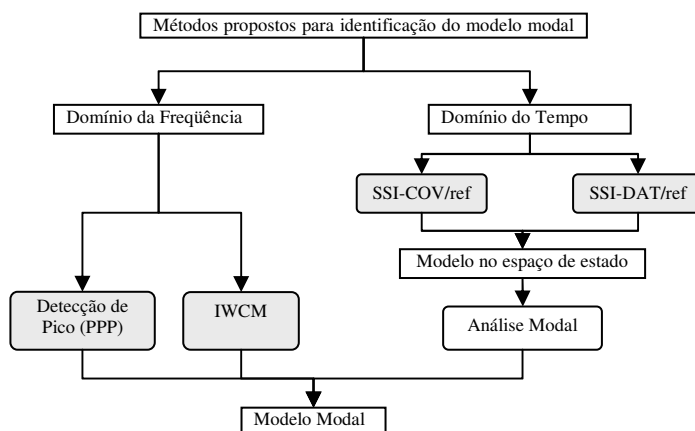 Métodos propostos para identificação do modelo modal
Domínio da Freqüência
Domínio do Tempo
SSI-COV/ref
SSI-DAT/ref
Modelo no espaço de estado
Detecção de
Pico (PPP)
IWCM
Análise Modal
Modelo Modal